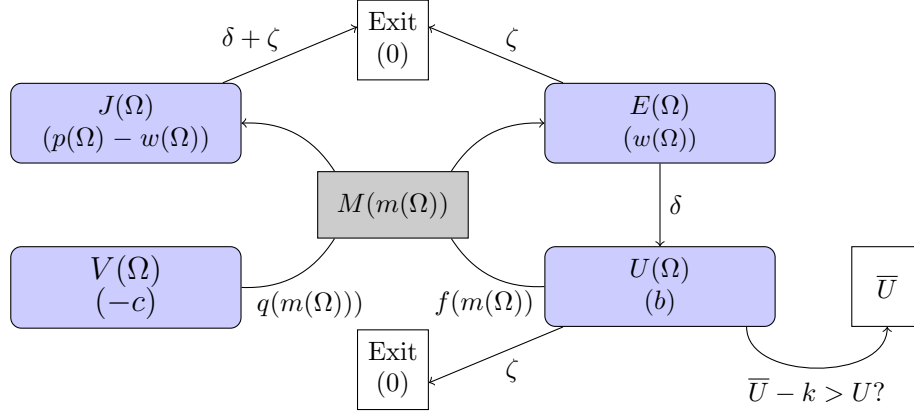 Exit
(0)
δ + ζ
ζ
J(Ω)
(p(Ω) − w(Ω))
E(Ω)
(w(Ω))
M(m(Ω))
δ
V(Ω)
(−c)
q(m(Ω)))
f(m(Ω))
U(Ω)
(b)
U̅
Exit
(0)
ζ
U̅ − k > U?